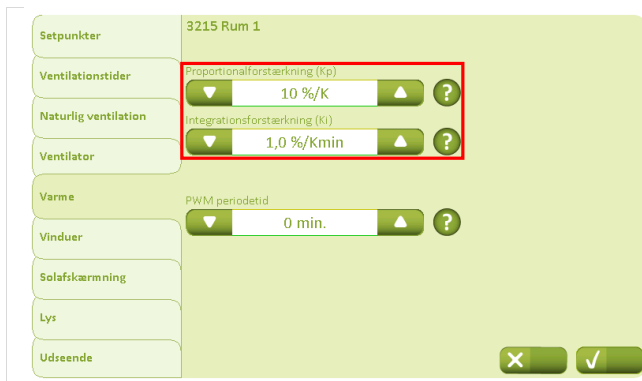 3215 Rum 1
Setpunkter
Ventilationstider
Naturlig ventilation
Ventilator
Varme
Vinduer
Solafskærmning
Lys
Udseende
Proportionalforstærkning (Kp)
10 %/K
?
Integrationsforstærkning (Ki)
1,0 %/Kmin
?
PWM periodetid
0 min.
?